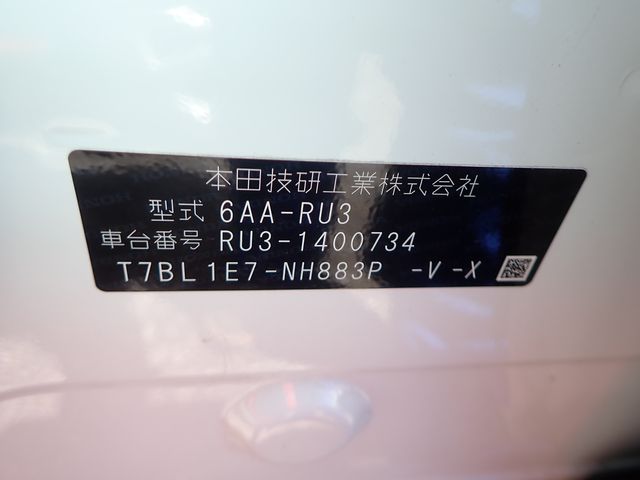 本田技研工業株式会社
型式 6AA-RU3
車台番号 RU3-1400734
T7BL1E7-NH883P -V -X